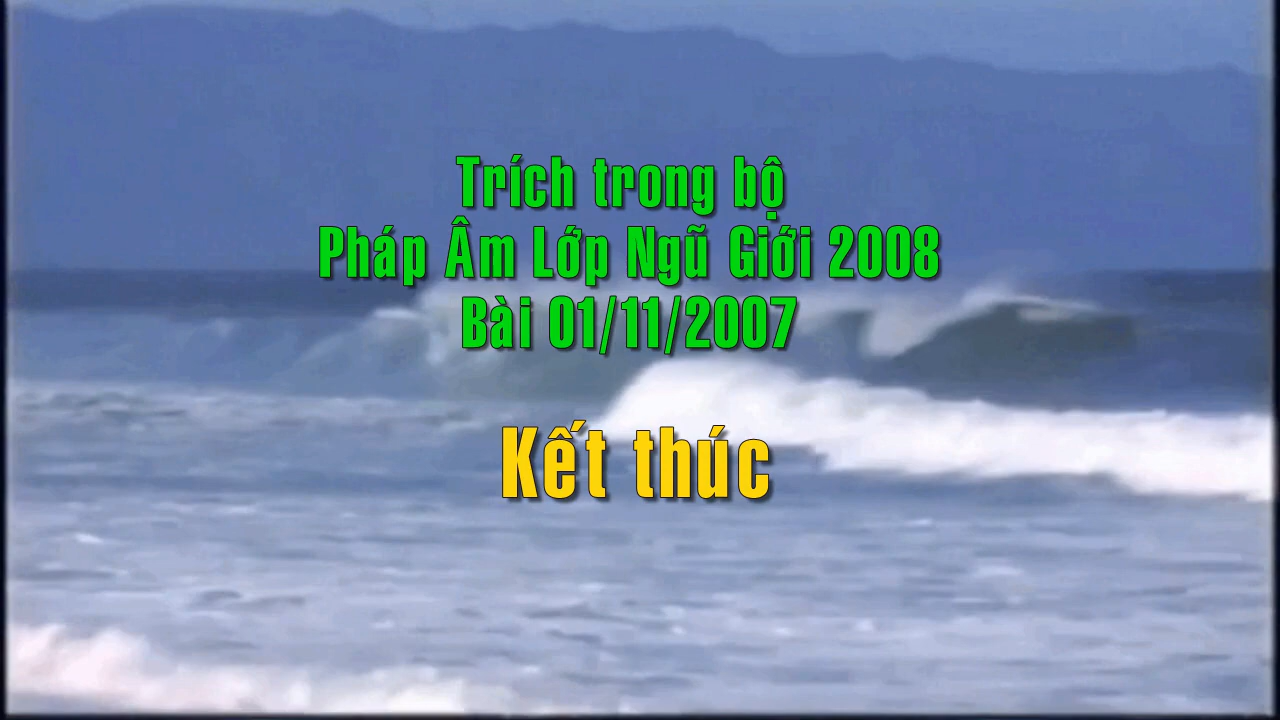 Trích trong bộ
Pháp Âm Lớp Ngũ Giới 2008
Bài 01/11/2007
Kết thúc